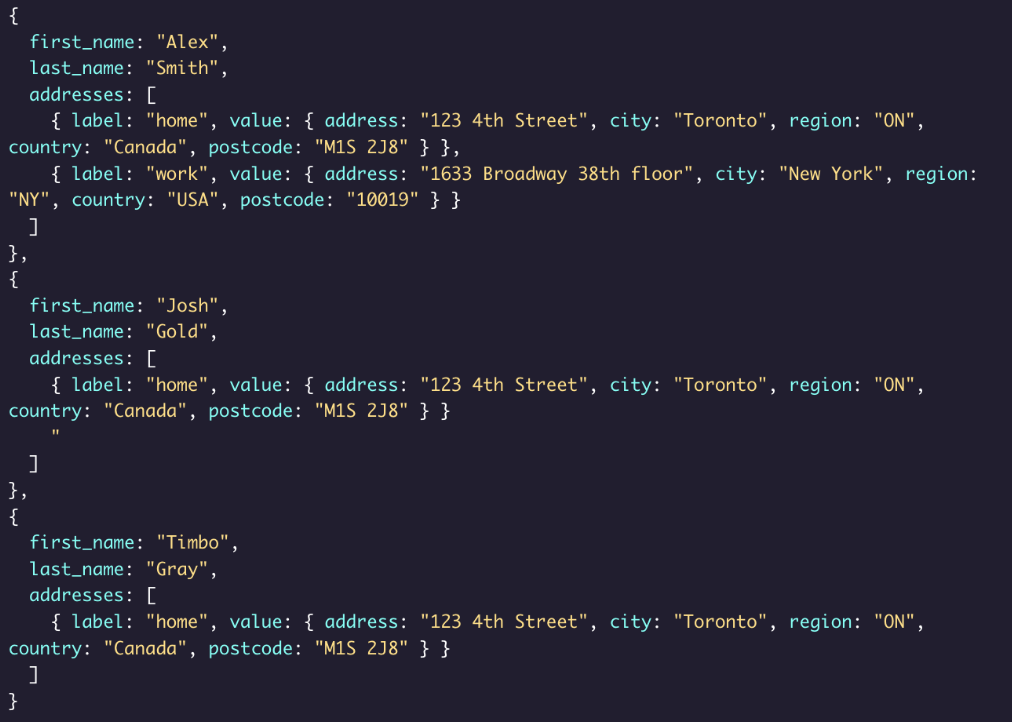 {
  first_name: "Alex",
  last_name: "Smith",
  addresses: [
    { label: "home", value: { address: "123 4th Street", city: "Toronto", region: "ON",
country: "Canada", postcode: "M1S 2J8" } },
    { label: "work", value: { address: "1633 Broadway 38th floor", city: "New York", region:
"NY", country: "USA", postcode: "10019" } }
  ]
},
{
  first_name: "Josh",
  last_name: "Gold",
  addresses: [
    { label: "home", value: { address: "123 4th Street", city: "Toronto", region: "ON",
country: "Canada", postcode: "M1S 2J8" } }
    "
  ]
},
{
  first_name: "Timbo",
  last_name: "Gray",
  addresses: [
    { label: "home", value: { address: "123 4th Street", city: "Toronto", region: "ON",
country: "Canada", postcode: "M1S 2J8" } }
  ]
}